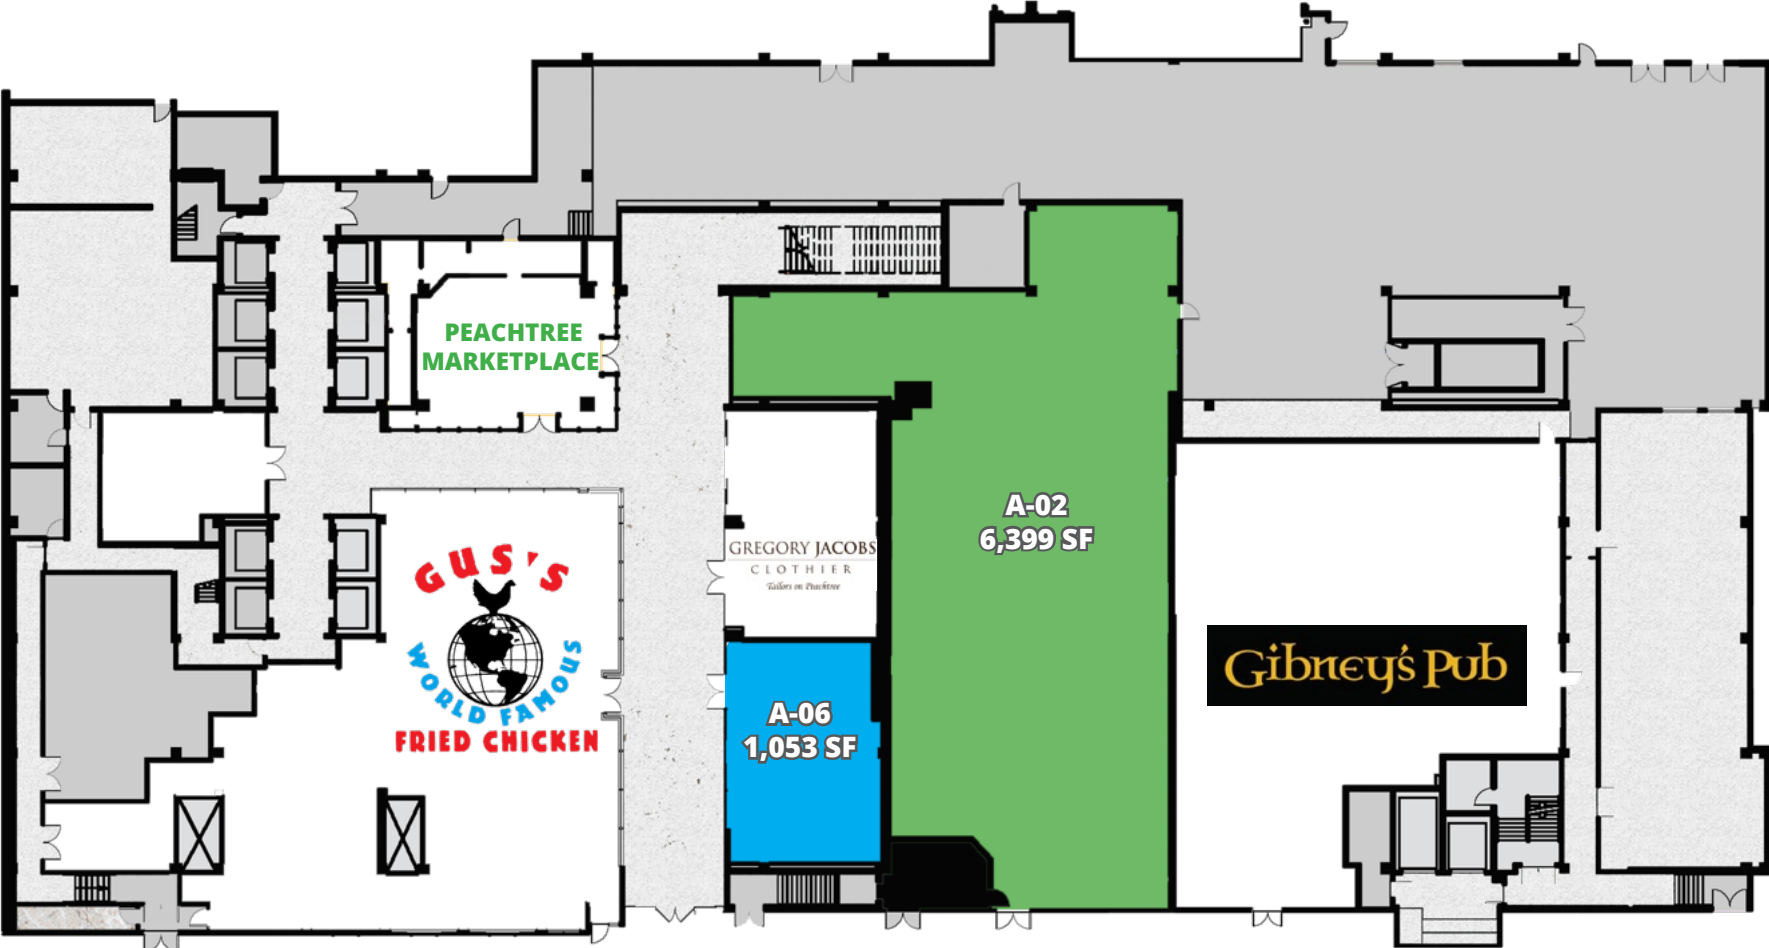 PEACHTREE
MARKETPLACE
GUS'S
WORLD FAMOUS
FRIED CHICKEN
GREGORY JACOBS
CLOTHIER
Tailors on Peachtree
A-06
1,053 SF
A-02
6,399 SF
Gibney's Pub